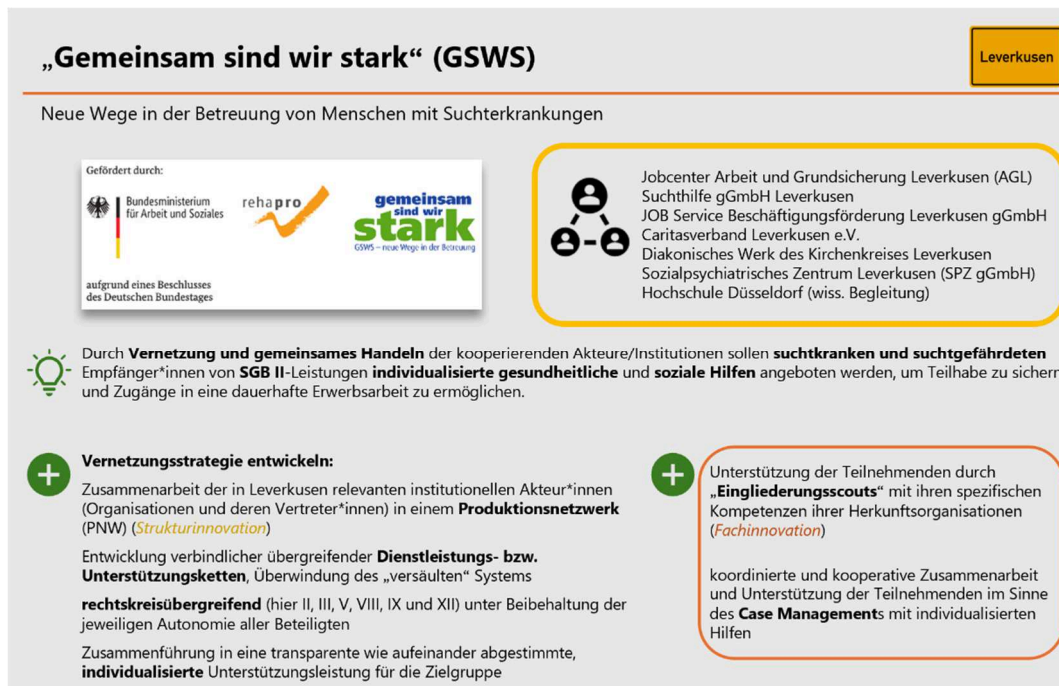 „Gemeinsam sind wir stark“ (GSWS)
Leverkusen
Neue Wege in der Betreuung von Menschen mit Suchterkrankungen
Gefördert durch:
Bundesministerium
für Arbeit und Soziales
rehapro
gemeinsam
sind wir
stark
GSWS – neue Wege in der Betreuung
aufgrund eines Beschlusses
des Deutschen Bundestages
Jobcenter Arbeit und Grundsicherung Leverkusen (AGL)
Suchthilfe gGmbH Leverkusen
JOB Service Beschäftigungsförderung Leverkusen gGmbH
Caritasverband Leverkusen e.V.
Diakonisches Werk des Kirchenkreises Leverkusen
Sozialpsychiatrisches Zentrum Leverkusen (SPZ gGmbH)
Hochschule Düsseldorf (wiss. Begleitung)
Durch Vernetzung und gemeinsames Handeln der kooperierenden Akteure/Institutionen sollen suchtkranken und suchtgefährdeten
Empfänger*innen von SGB II-Leistungen individualisierte gesundheitliche und soziale Hilfen angeboten werden, um Teilhabe zu sichern
und Zugänge in eine dauerhafte Erwerbsarbeit zu ermöglichen.
Vernetzungsstrategie entwickeln:
Zusammenarbeit der in Leverkusen relevanten institutionellen Akteur*innen
(Organisationen und deren Vertreter*innen) in einem Produktionsnetzwerk
(PNW) (Strukturinnovation)
Entwicklung verbindlicher übergreifender Dienstleistungs- bzw.
Unterstützungsketten, Überwindung des „versäulten“ Systems
rechtskreisübergreifend (hier II, III, V, VIII, IX und XII) unter Beibehaltung der
jeweiligen Autonomie aller Beteiligten
Zusammenführung in eine transparente wie aufeinander abgestimmte,
individualisierte Unterstützungsleistung für die Zielgruppe
Unterstützung der Teilnehmenden durch
„Eingliederungsscouts“ mit ihren spezifischen
Kompetenzen ihrer Herkunftsorganisationen
(Fachinnovation)
koordinierte und kooperative Zusammenarbeit
und Unterstützung der Teilnehmenden im Sinne
des Case Managements mit individualisierten
Hilfen